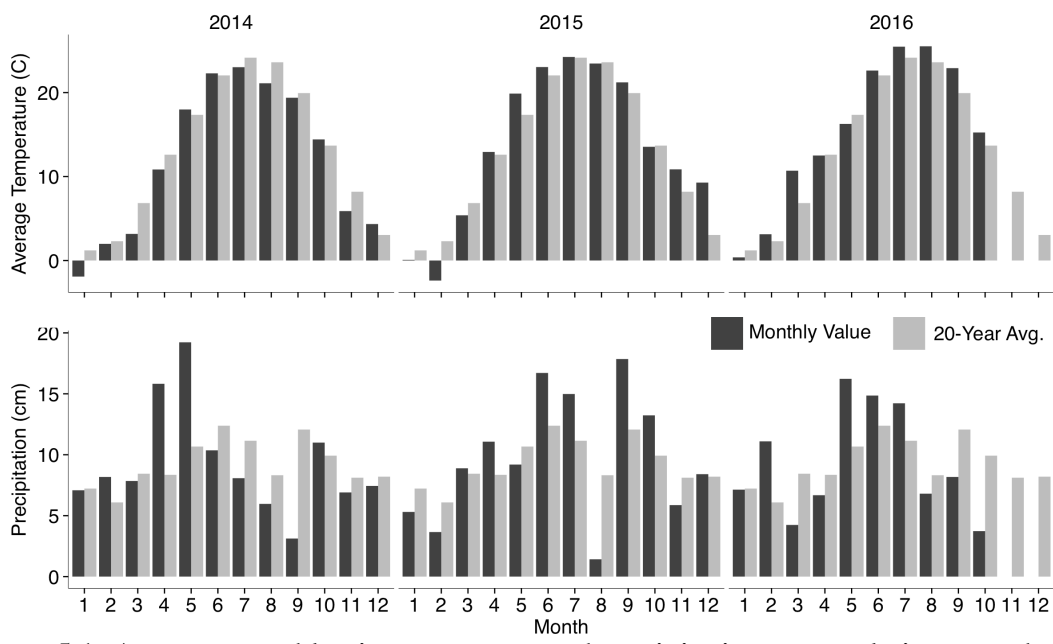 2014 2015 2016
Average Temperature (C)
20
10
0
Monthly Value 20-Year Avg.
Precipitation (cm)
20
15
10
5
0
1 2 3 4 5 6 7 8 9 10 11 12 1 2 3 4 5 6 7 8 9 10 11 12 1 2 3 4 5 6 7 8 9 10 11 12
Month